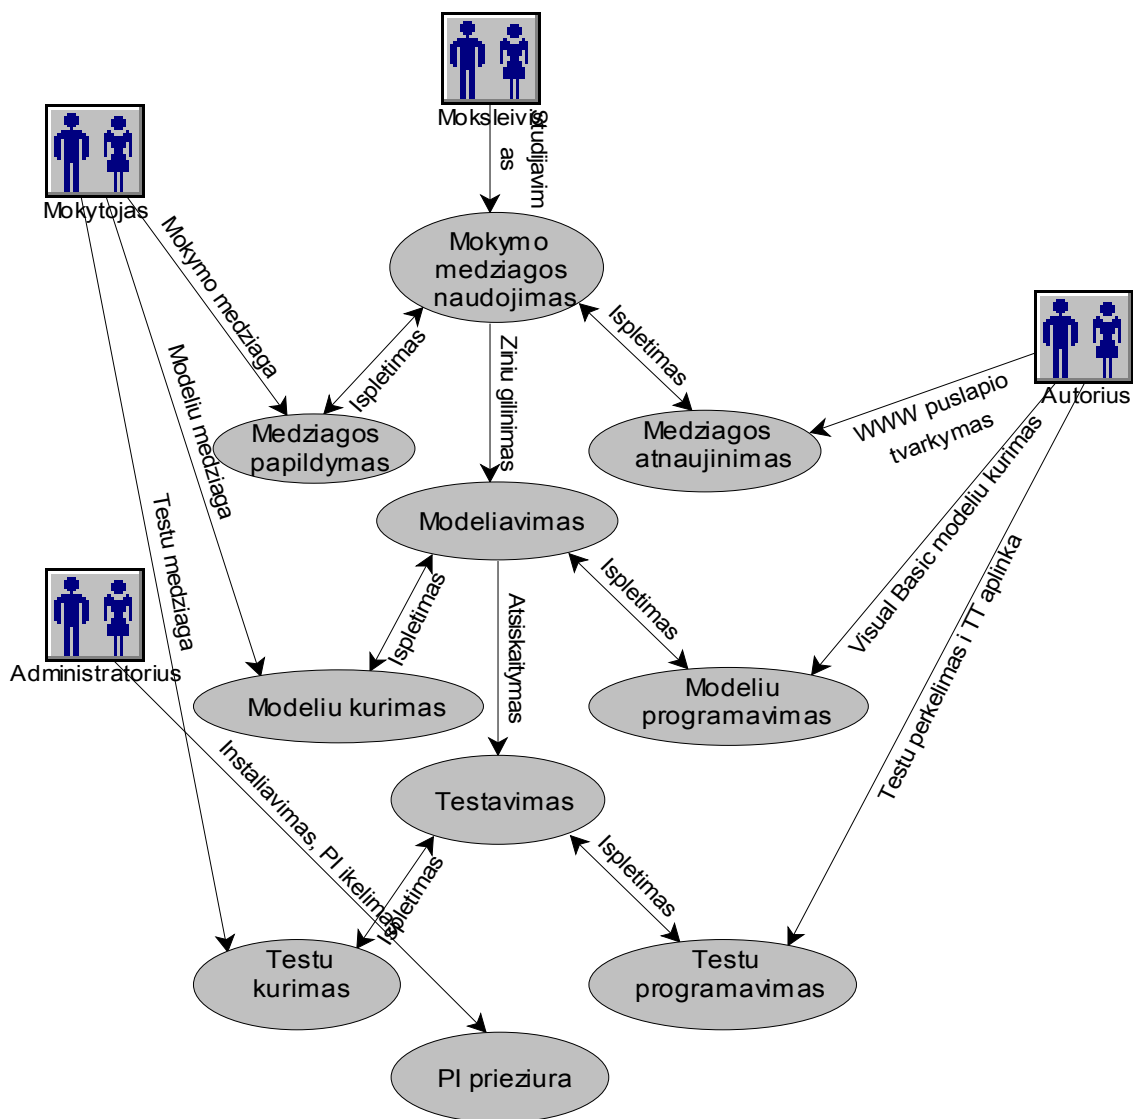 Moksleivis
Studijavim
as
Mokytojas
Mokymo medziaga
Modeliu medziaga
Testu medziaga
Mokymo
medziagos
naudojimas
Ispletimas
Ziniu gilinimas
Ispletimas
Autorius
WWW puslapio
tvarkymas
Visual Basic modeliu kurimas
Testu perkelimas i TT aplinka
Medziagos
papildymas
Medziagos
atnaujinimas
Modeliavimas
Ispletimas
Atsiskaitymas
Ispletimas
Administratorius
Instaliavimas, PI ikelimas
Modeliu kurimas
Modeliu
programavimas
Testavimas
Ispletimas
Ispletimas
Testu
kurimas
Testu
programavimas
PI prieziura